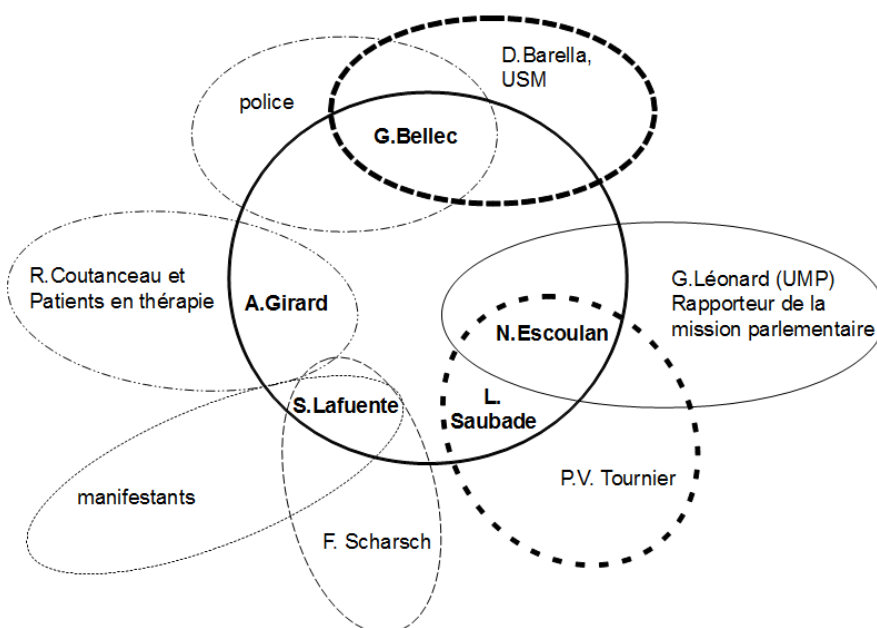 D.Barella,
USM
police
G.Bellec
R.Coutanceau et
Patients en thérapie
A.Girard
G.Léonard (UMP)
Rapporteur de la
mission parlementaire
N.Escoulan
S.Lafuente
L.
Saubade
manifestants
P.V. Tournier
F. Scharsch